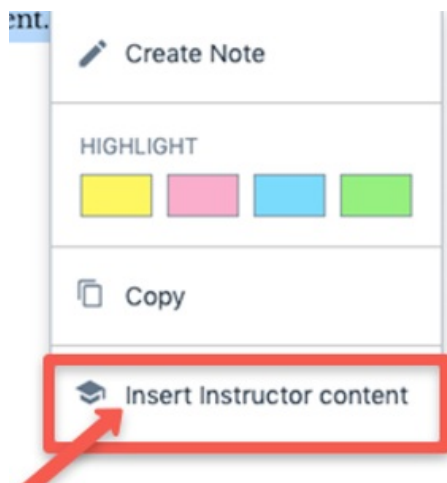 ent.
Create Note
HIGHLIGHT
Copy
Insert Instructor content